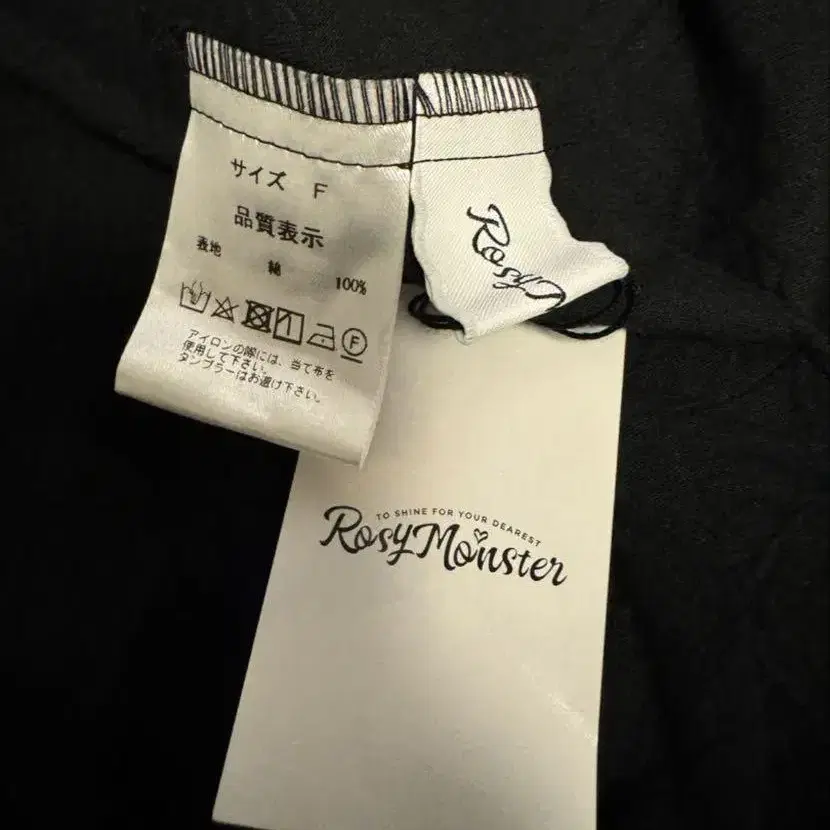 サイズ F
品質表示
表地 綿 100%
F
アイロンの際には、当て布を
使用して下さい。
タンブラーはお避け下さい。
Rosy
TO SHINE FOR YOUR DEAREST
RosyMonster